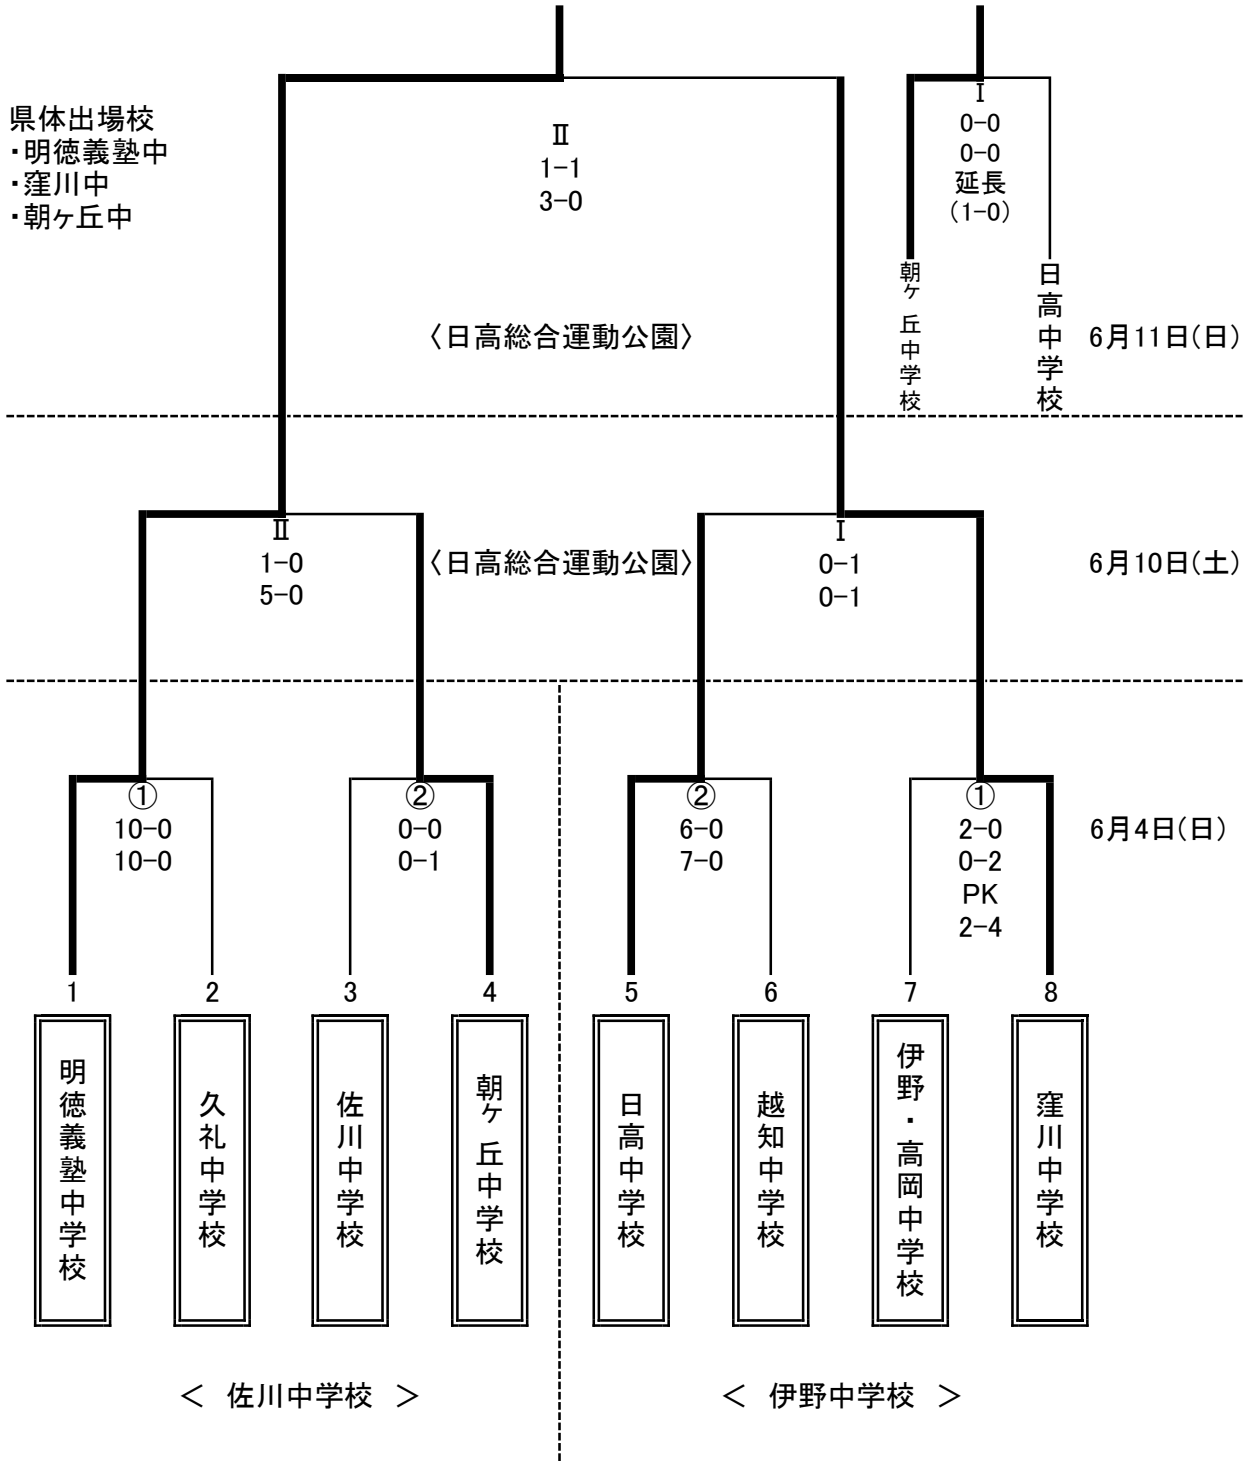 県体出場校
・明徳義塾中
・窪川中
・朝ヶ丘中
Ⅱ
1-1
3-0
Ⅰ
0-0
0-0
延長
(1-0)
朝ヶ丘中学校
日高中学校
〈日高総合運動公園〉
6月11日(日)
Ⅱ
1-0
5-0
〈日高総合運動公園〉
Ⅰ
0-1
0-1
6月10日(土)
①
10-0
10-0
②
0-0
0-1
②
6-0
7-0
①
2-0
0-2
PK
2-4
6月4日(日)
1
2
3
4
5
6
7
8
明徳義塾中学校
久礼中学校
佐川中学校
朝ヶ丘中学校
日高中学校
越知中学校
伊野・高岡中学校
窪川中学校
＜ 佐川中学校 ＞
＜ 伊野中学校 ＞